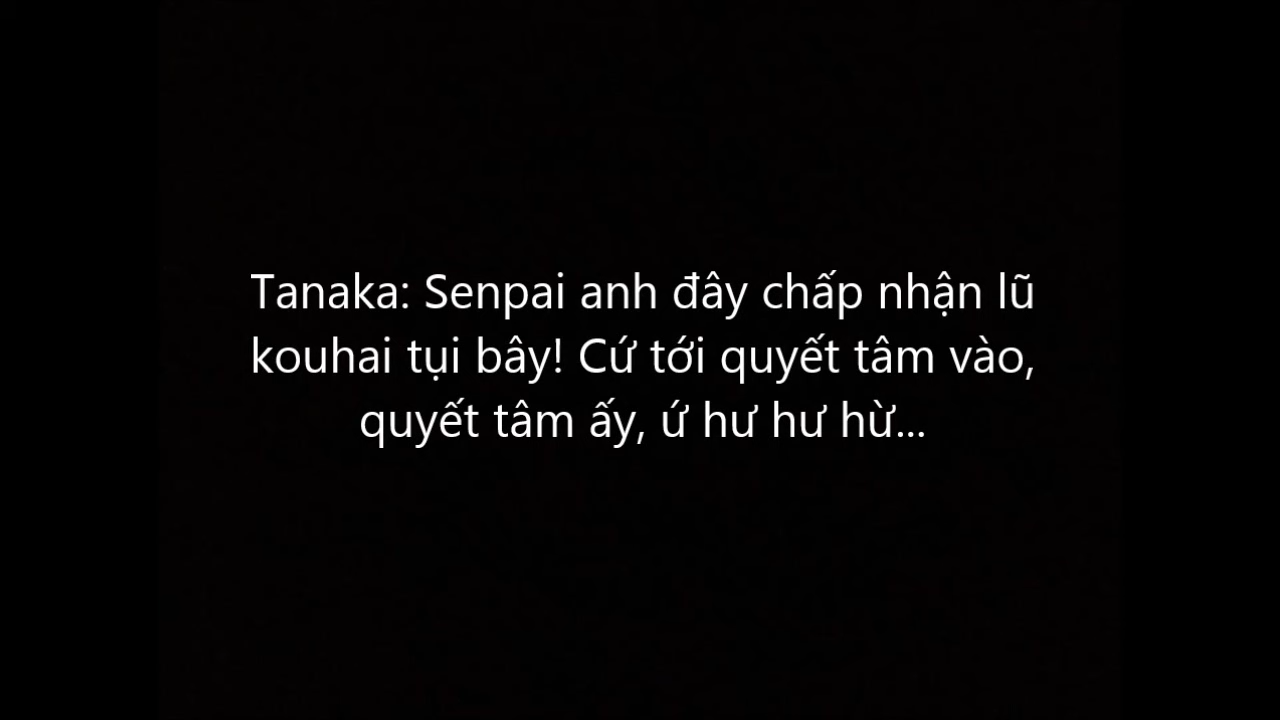 Tanaka: Senpai anh đây chấp nhận lũ
kouhai tụi bây! Cứ tới quyết tâm vào,
quyết tâm ấy, ứ hư hư hừ...